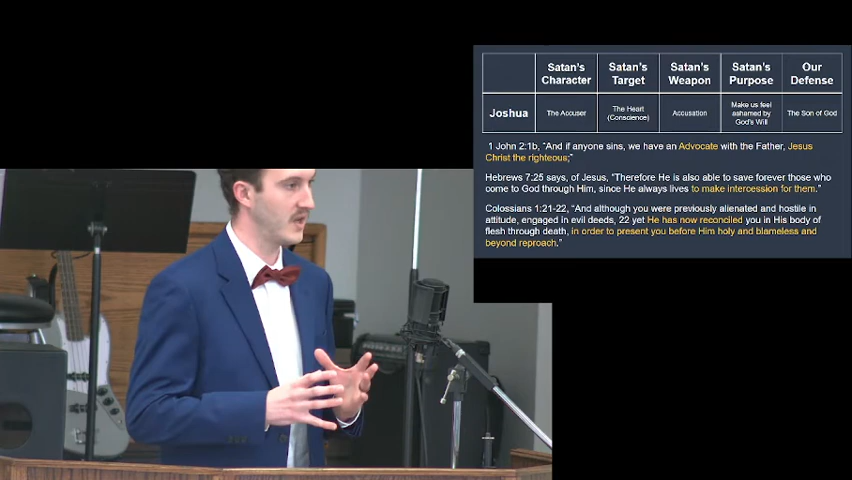 Satan's Satan's Satan's Satan's Our
Character Target Weapon Purpose Defense
Joshua The Accuser The Heart (Conscience) Accusation Make us feel ashamed by God's Will The Son of God
1 John 2:1b, "And if anyone sins, we have an Advocate with the Father, Jesus
Christ the righteous;"
Hebrews 7:25 says, of Jesus, "Therefore He is also able to save forever those who
come to God through Him, since He always lives to make intercession for them."
Colossians 1:21-22, "And although you were previously alienated and hostile in
attitude, engaged in evil deeds, 22 yet He has now reconciled you in His body of
flesh through death, in order to present you before Him holy and blameless and
beyond reproach."